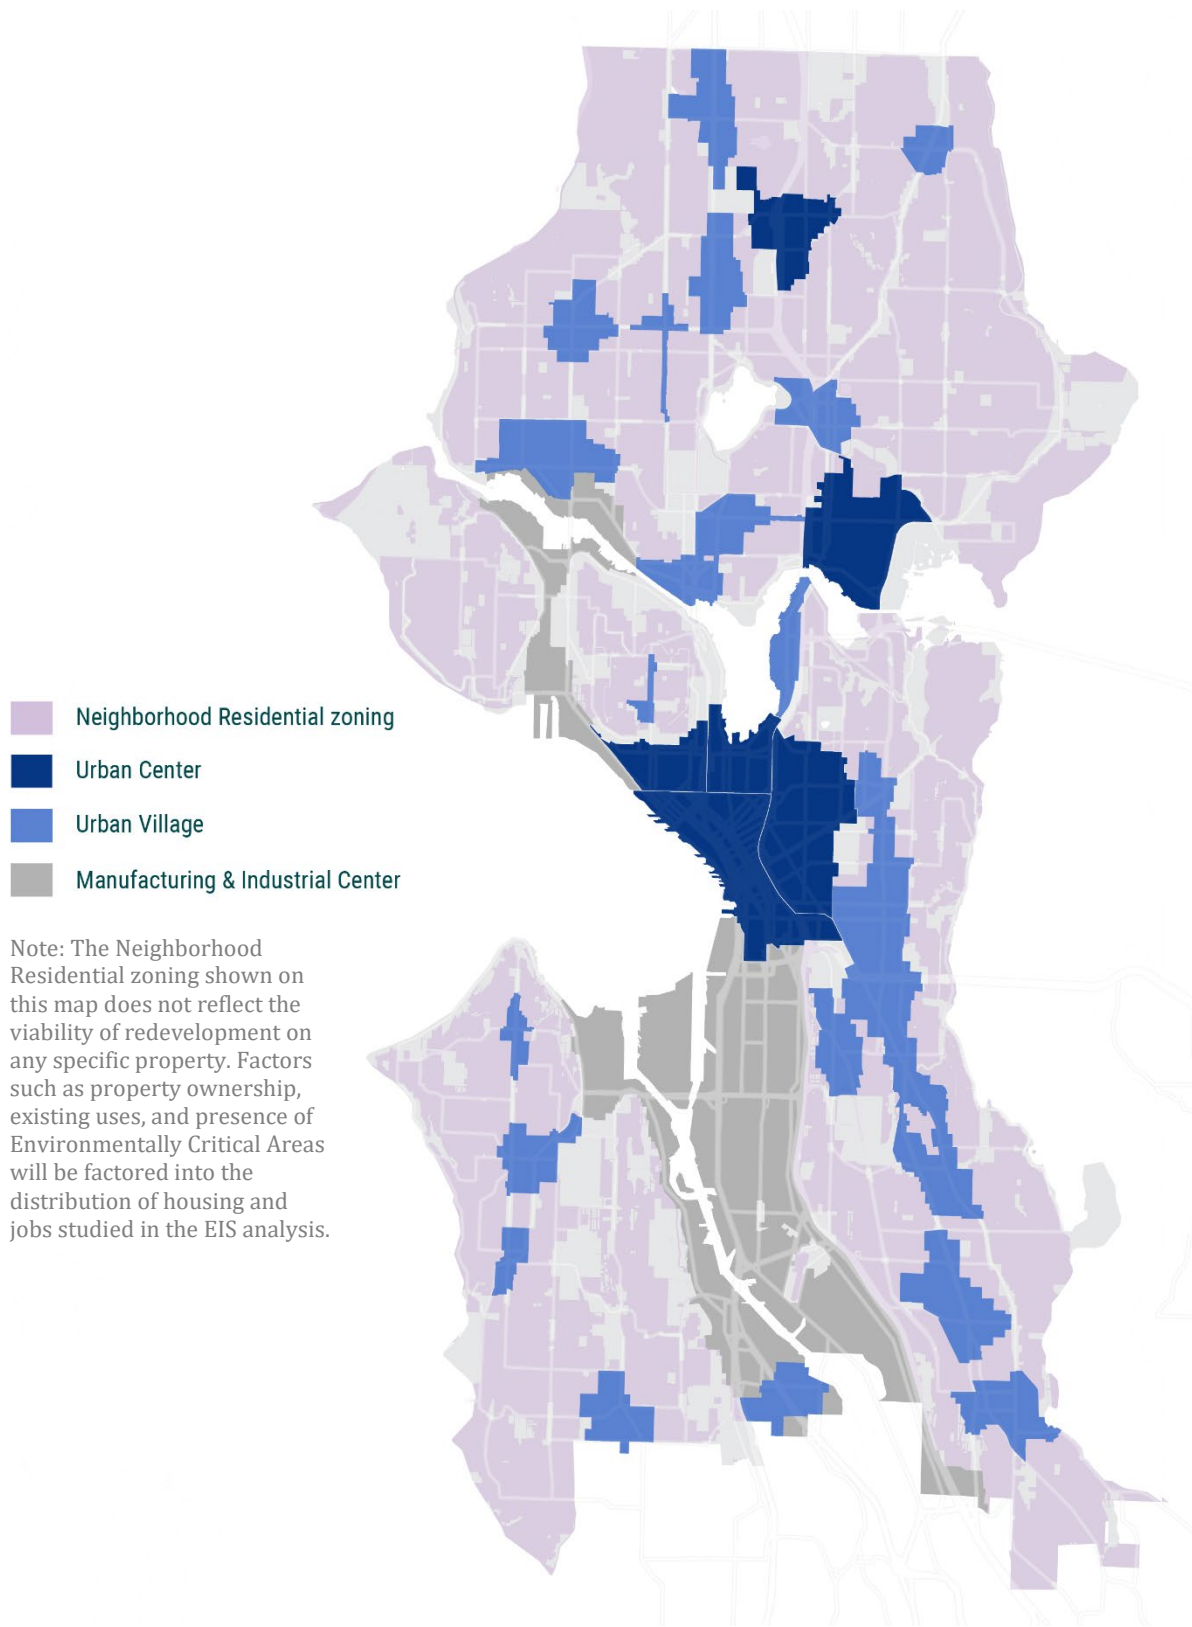 Neighborhood Residential zoning
Urban Center
Urban Village
Manufacturing & Industrial Center
Note: The Neighborhood
Residential zoning shown on
this map does not reflect the
viability of redevelopment on
any specific property. Factors
such as property ownership,
existing uses, and presence of
Environmentally Critical Areas
will be factored into the
distribution of housing and
jobs studied in the EIS analysis.